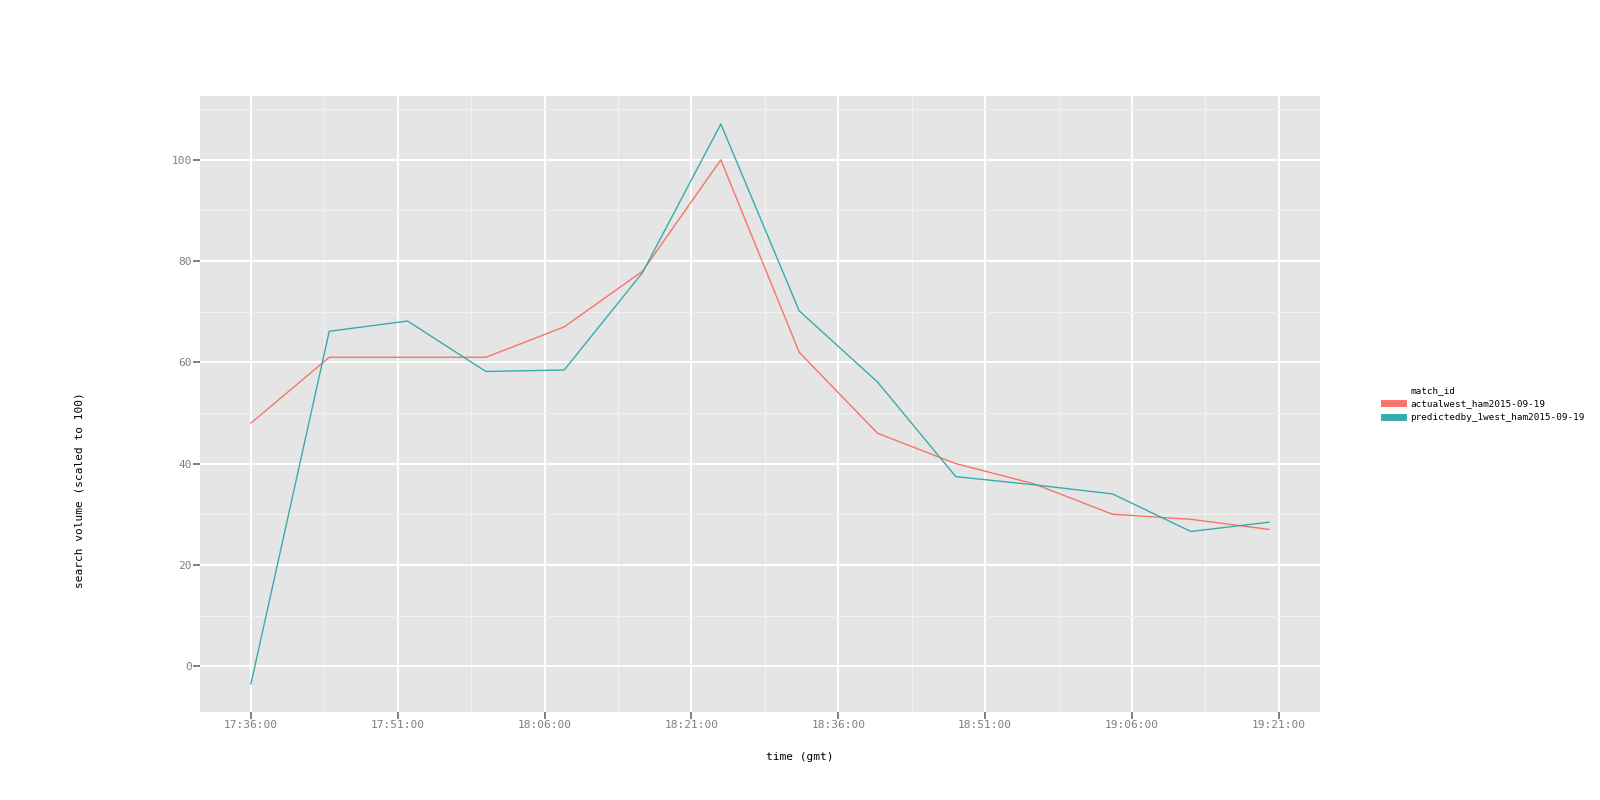 100
80
60
40
20
0
search volume (scaled to 100)
17:36:00 17:51:00 18:06:00 18:21:00 18:36:00 18:51:00 19:06:00 19:21:00
time (gmt)
match_id
actualwest_ham2015-09-19
predictedby_1west_ham2015-09-19